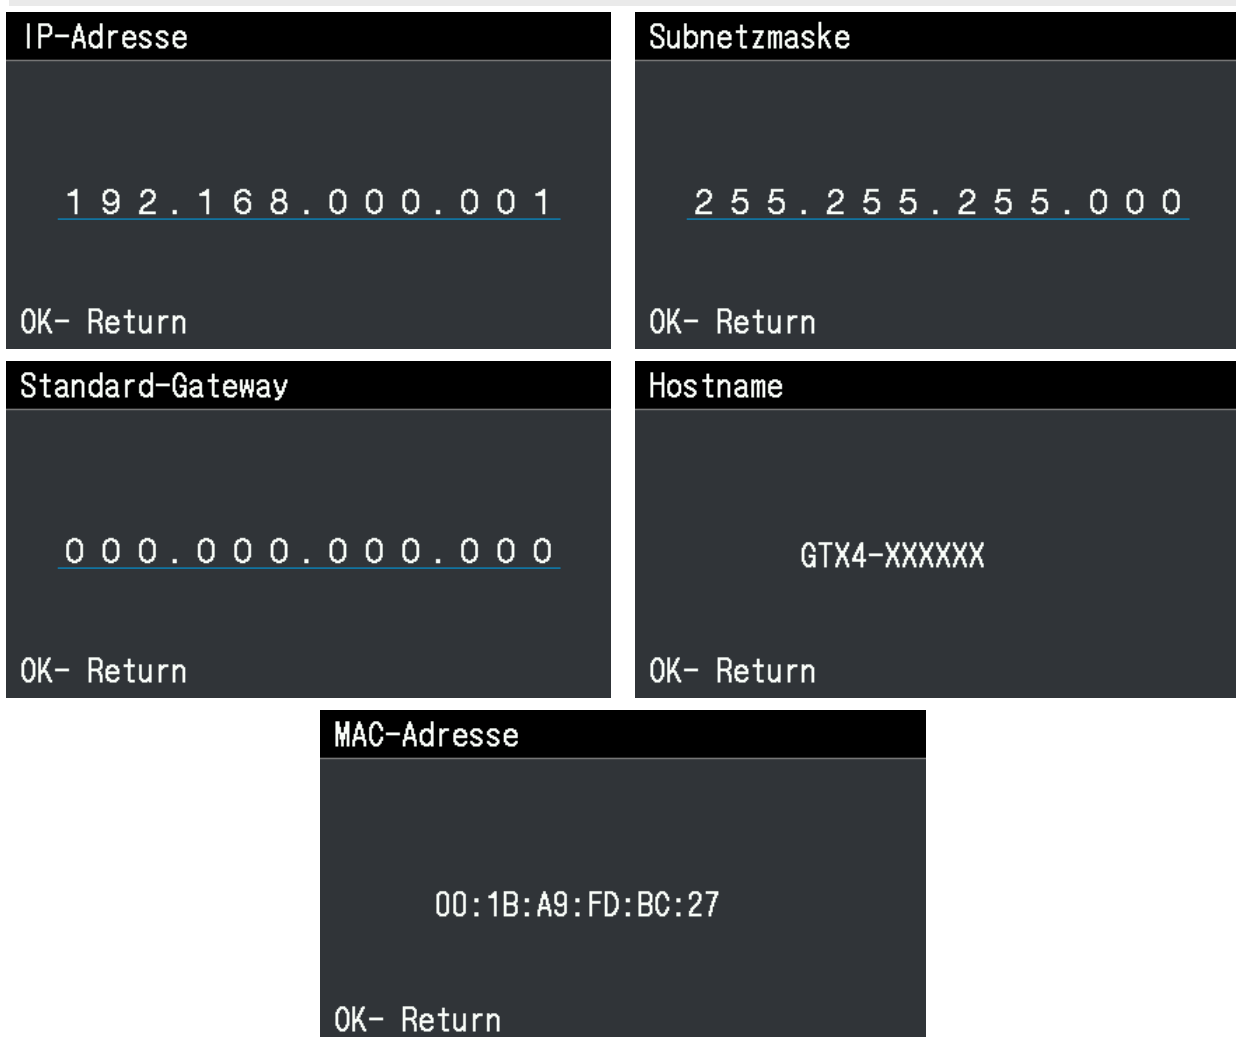 IP-Adresse
192.168.000.001
OK- Return
Subnetzmaske
255.255.255.000
OK- Return
Standard-Gateway
000.000.000.000
OK- Return
Hostname
GTX4-XXXXXX
OK- Return
MAC-Adresse
00:1B:A9:FD:BC:27
OK- Return